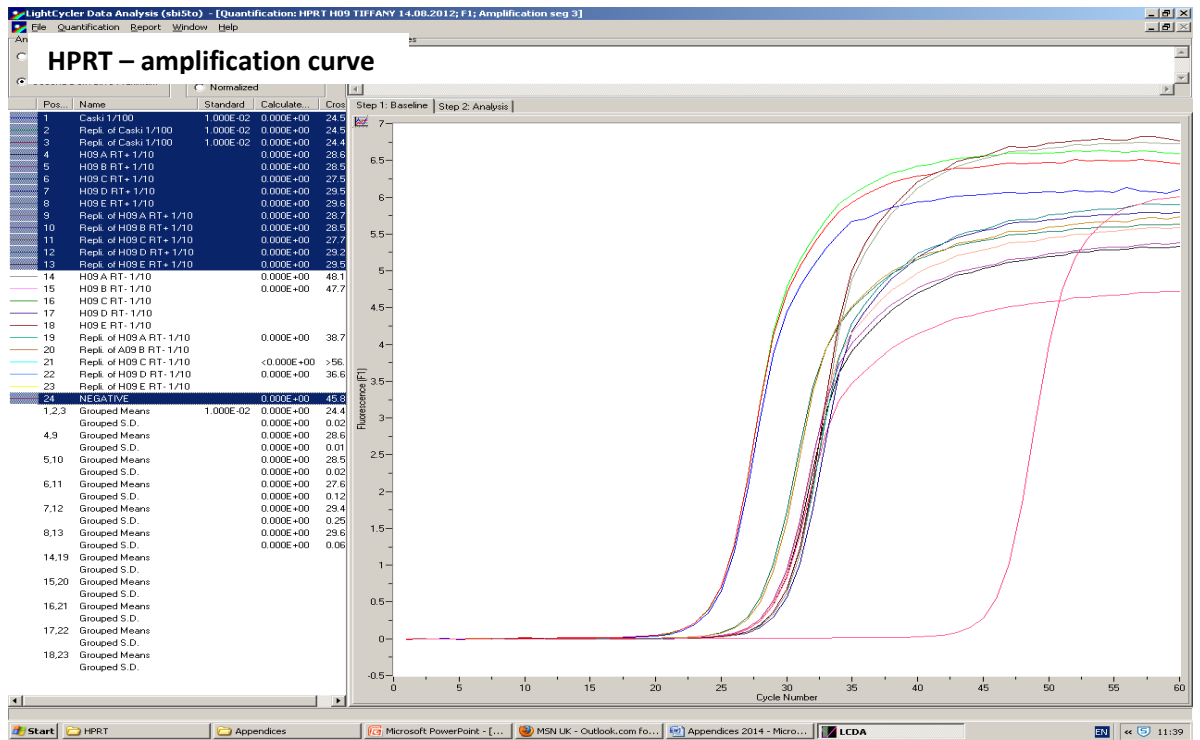 LightCycler Data Analysis (sbi5to) - [Quantification: HPRT H09 TIFFANY 14.08.2012; F1; Amplification seg 3]
File Quantification Report Window Help
HPRT – amplification curve
Normalized
Pos... Name Standard Calculate... Cros
1 Caski 1/100 1.000E-02 0.000E+00 24.5
2 Repli. of Caski 1/100 1.000E-02 0.000E+00 24.5
3 Repli. of Caski 1/100 1.000E-02 0.000E+00 24.4
4 H09 A RT+ 1/10 0.000E+00 28.6
5 H09 B RT+ 1/10 0.000E+00 28.5
6 H09 C RT+ 1/10 0.000E+00 27.5
7 H09 D RT+ 1/10 0.000E+00 29.5
8 H09 E RT+ 1/10 0.000E+00 29.6
9 Repli. of H09 A RT+ 1/10 0.000E+00 28.7
10 Repli. of H09 B RT+ 1/10 0.000E+00 28.5
11 Repli. of H09 C RT+ 1/10 0.000E+00 27.7
12 Repli. of H09 D RT+ 1/10 0.000E+00 29.2
13 Repli. of H09 E RT+ 1/10 0.000E+00 29.5
14 H09 A RT- 1/10 0.000E+00 48.1
15 H09 B RT- 1/10 0.000E+00 47.7
16 H09 C RT- 1/10
17 H09 D RT- 1/10
18 H09 E RT- 1/10
19 Repli. of H09 A RT- 1/10 0.000E+00 38.7
20 Repli. of A09 B RT- 1/10
21 Repli. of H09 C RT- 1/10 <0.000E+00 >56.
22 Repli. of H09 D RT- 1/10 0.000E+00 36.6
23 Repli. of H09 E RT- 1/10
24 NEGATIVE 0.000E+00 45.8
1,2,3 Grouped Means 1.000E-02 0.000E+00 24.4
Grouped S.D. 0.000E+00 0.02
4,9 Grouped Means 0.000E+00 28.6
Grouped S.D. 0.000E+00 0.01
5,10 Grouped Means 0.000E+00 28.5
Grouped S.D. 0.000E+00 0.02
6,11 Grouped Means 0.000E+00 27.6
Grouped S.D. 0.000E+00 0.12
7,12 Grouped Means 0.000E+00 29.4
Grouped S.D. 0.000E+00 0.25
8,13 Grouped Means 0.000E+00 29.6
Grouped S.D. 0.000E+00 0.06
14,19 Grouped Means
Grouped S.D.
15,20 Grouped Means
Grouped S.D.
16,21 Grouped Means
Grouped S.D.
17,22 Grouped Means
Grouped S.D.
18,23 Grouped Means
Grouped S.D.
Step 1: Baseline Step 2: Analysis
7
6.5
6
5.5
5
4.5
4
3.5
3
2.5
2
1.5
1
0.5
0
-0.5
Fluorescence (F1)
0 5 10 15 20 25 30 35 40 45 50 55 60
Cycle Number
Start HPRT Appendices Microsoft PowerPoint - [... MSN UK - Outlook.com fo... Appendices 2014 - Micro... LCDA EN « 11:39